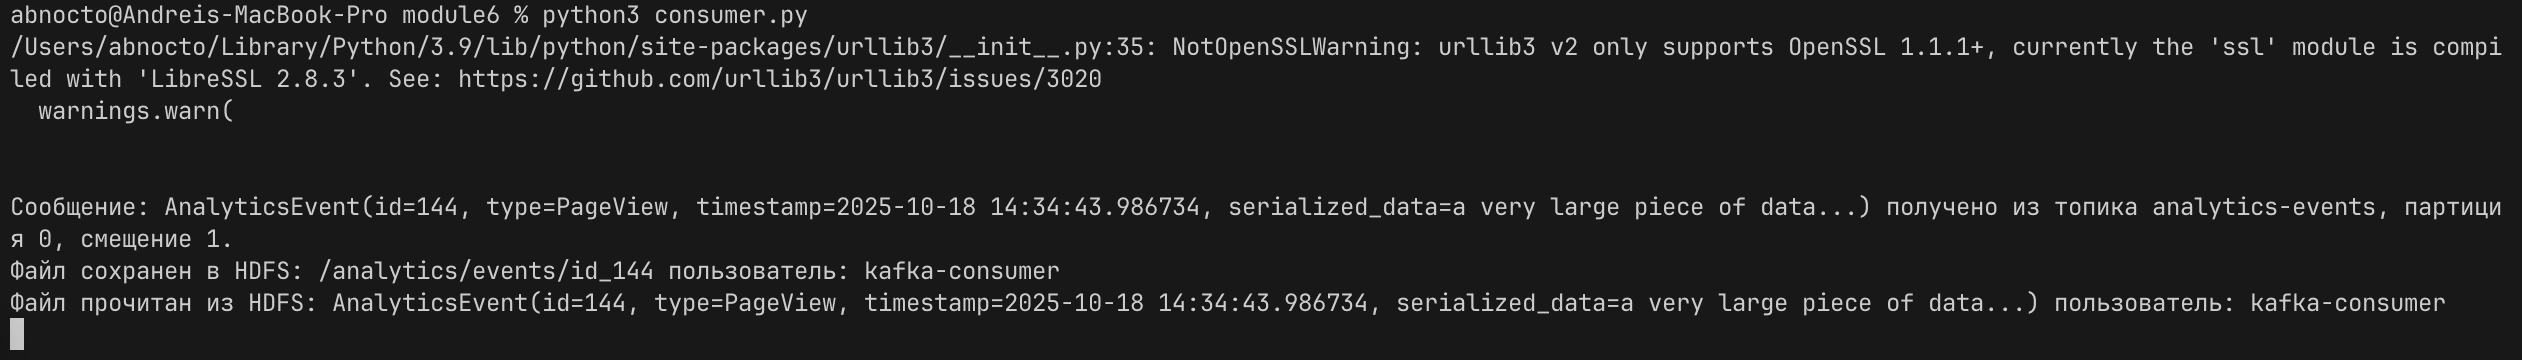 abnocto@Andreis-MacBook-Pro module6 % python3 consumer.py
/Users/abnocto/Library/Python/3.9/lib/python/site-packages/urllib3/__init__.py:35: NotOpenSSLWarning: urllib3 v2 only supports OpenSSL 1.1.1+, currently the 'ssl' module is compi
led with 'LibreSSL 2.8.3'. See: https://github.com/urllib3/urllib3/issues/3020
  warnings.warn(
Сообщение: AnalyticsEvent(id=144, type=PageView, timestamp=2025-10-18 14:34:43.986734, serialized_data=a very large piece of data...) получено из топика analytics-events, партици
я 0, смещение 1.
Файл сохранен в HDFS: /analytics/events/id_144 пользователь: kafka-consumer
Файл прочитан из HDFS: AnalyticsEvent(id=144, type=PageView, timestamp=2025-10-18 14:34:43.986734, serialized_data=a very large piece of data...) пользователь: kafka-consumer